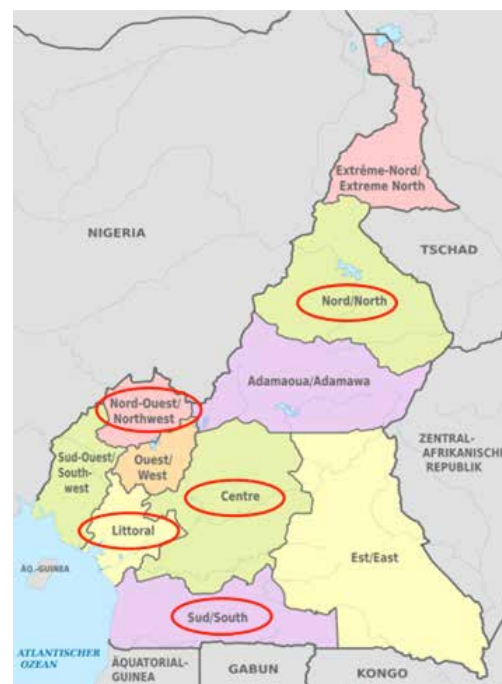 Extrême-Nord/
Extreme North
NIGERIA
TSCHAD
Nord/North
Adamaoua/Adamawa
Nord-Ouest/
Northwest
Sud-Ouest/
South-
west
Ouest/
West
ZENTRAL-
AFRIKANISCHE
REPUBLIK
Centre
Littoral
Est/East
ÄQ.-GUINEA
Sud/South
ATLANTISCHER
OZEAN
ÄQUATORIAL-
GUINEA
GABUN
KONGO